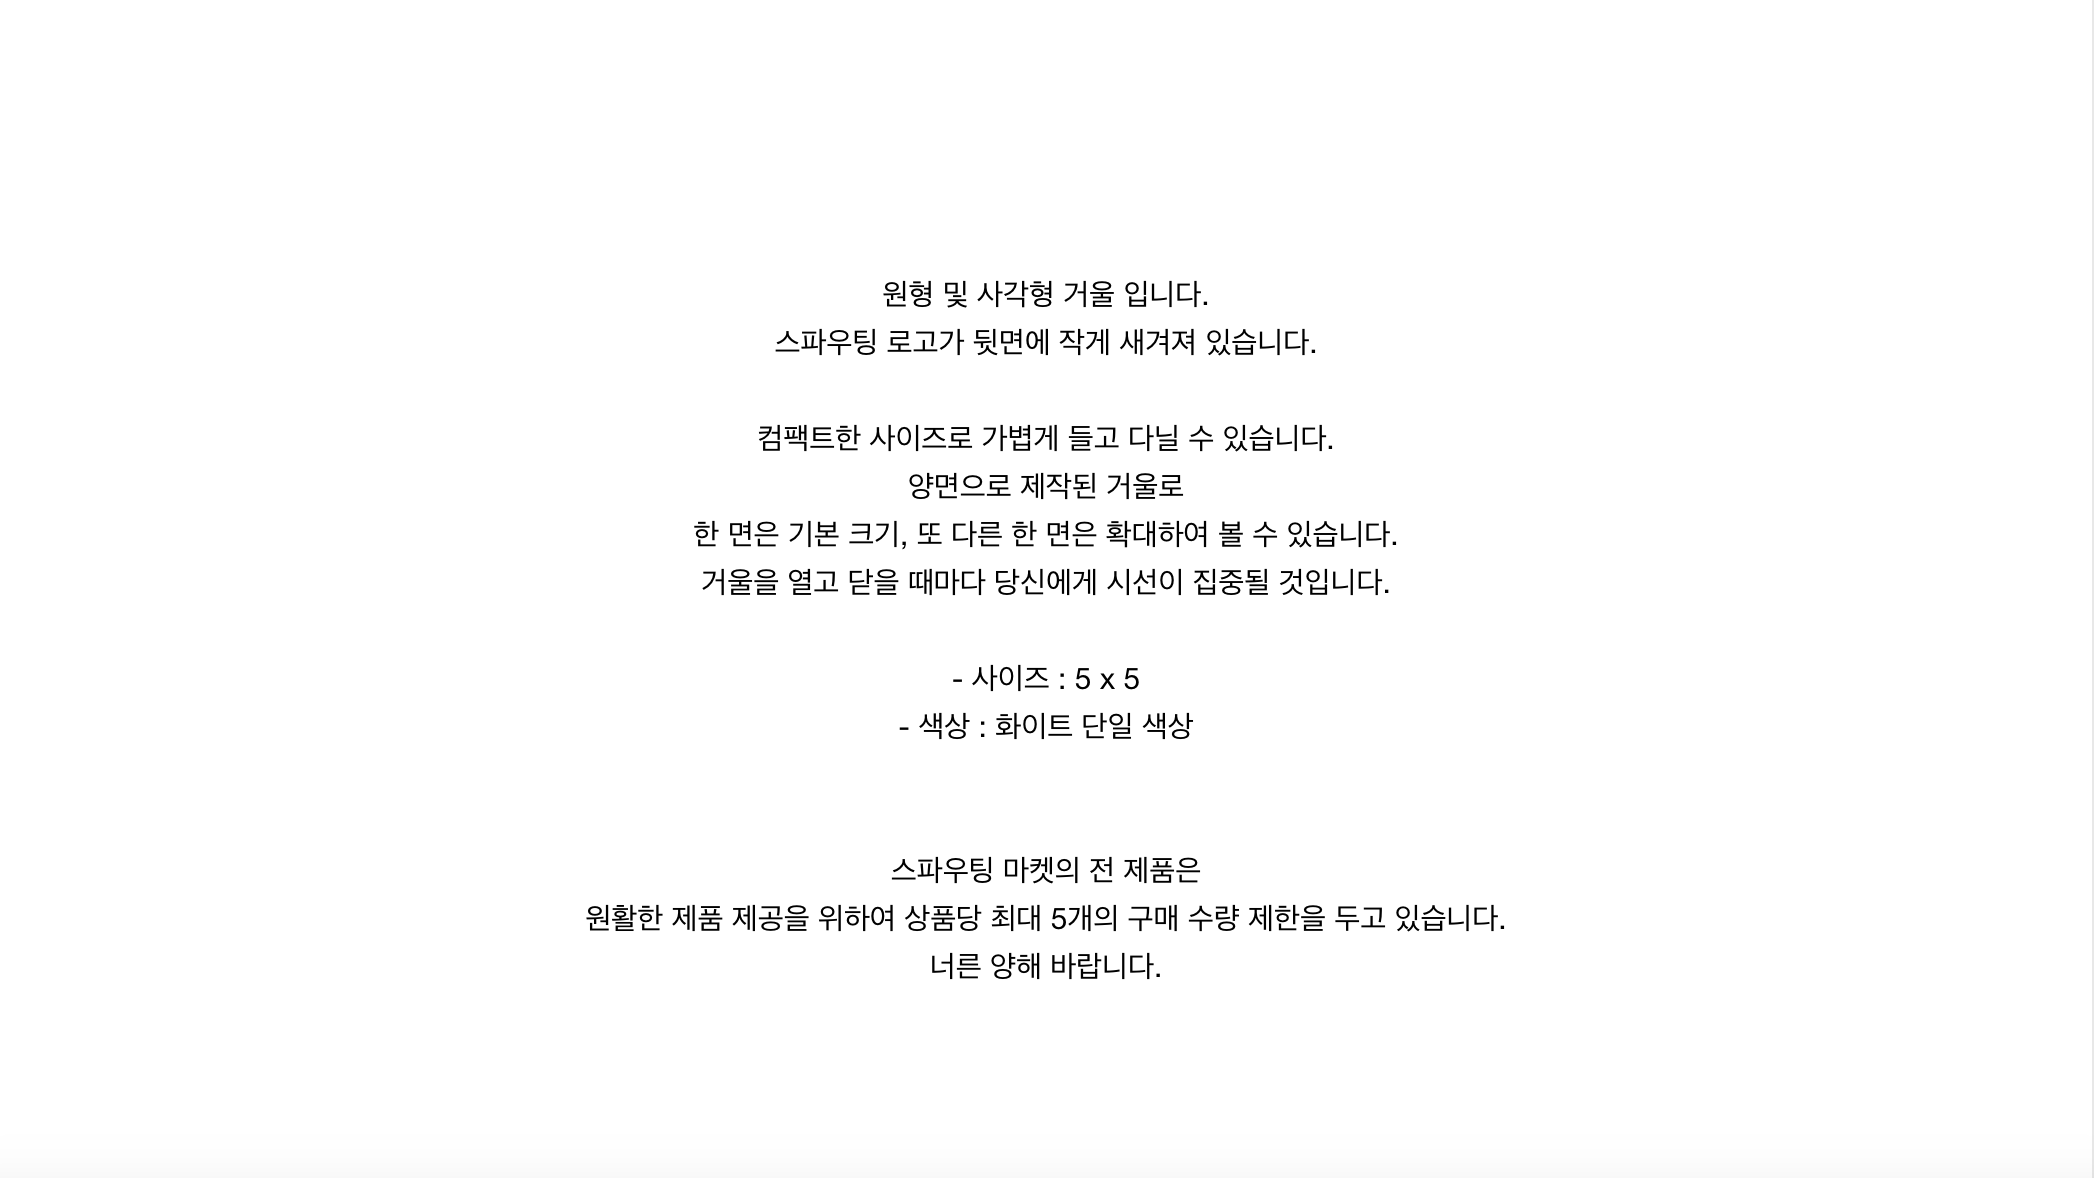 원형 및 사각형 거울 입니다.
스파우팅 로고가 뒷면에 작게 새겨져 있습니다.
컴팩트한 사이즈로 가볍게 들고 다닐 수 있습니다.
양면으로 제작된 거울로
한 면은 기본 크기, 또 다른 한 면은 확대하여 볼 수 있습니다.
거울을 열고 닫을 때마다 당신에게 시선이 집중될 것입니다.
- 사이즈 : 5 x 5
- 색상 : 화이트 단일 색상
스파우팅 마켓의 전 제품은
원활한 제품 제공을 위하여 상품당 최대 5개의 구매 수량 제한을 두고 있습니다.
너른 양해 바랍니다.